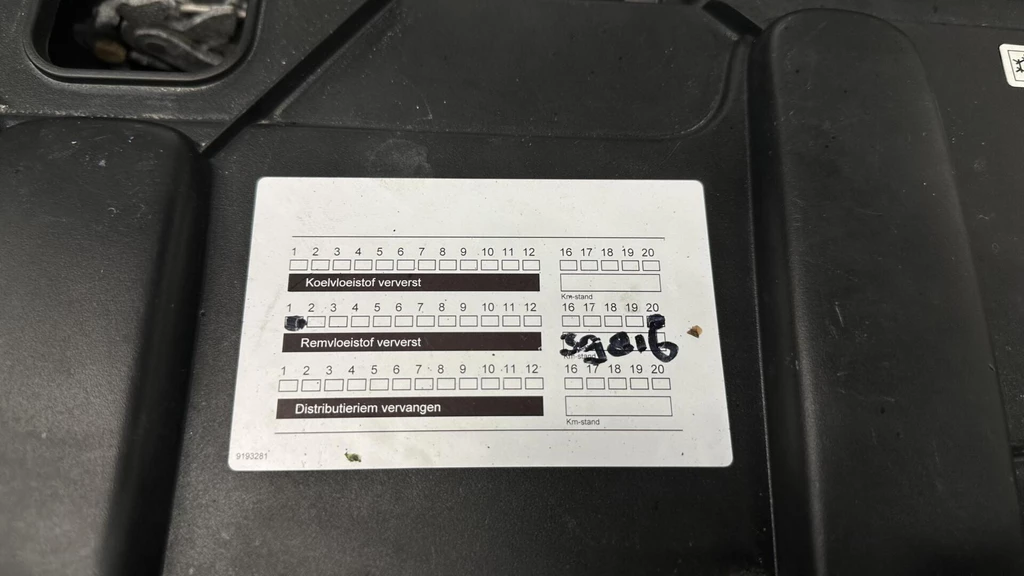 1 2 3 4 5 6 7 8 9 10 11 12 16 17 18 19 20
Koelvloeistof ververst
Km-stand
1 2 3 4 5 6 7 8 9 10 11 12 16 17 18 19 20
Remvloeistof ververst 39816
Km-stand
1 2 3 4 5 6 7 8 9 10 11 12 16 17 18 19 20
Distributieriem vervangen
Km-stand
9193281